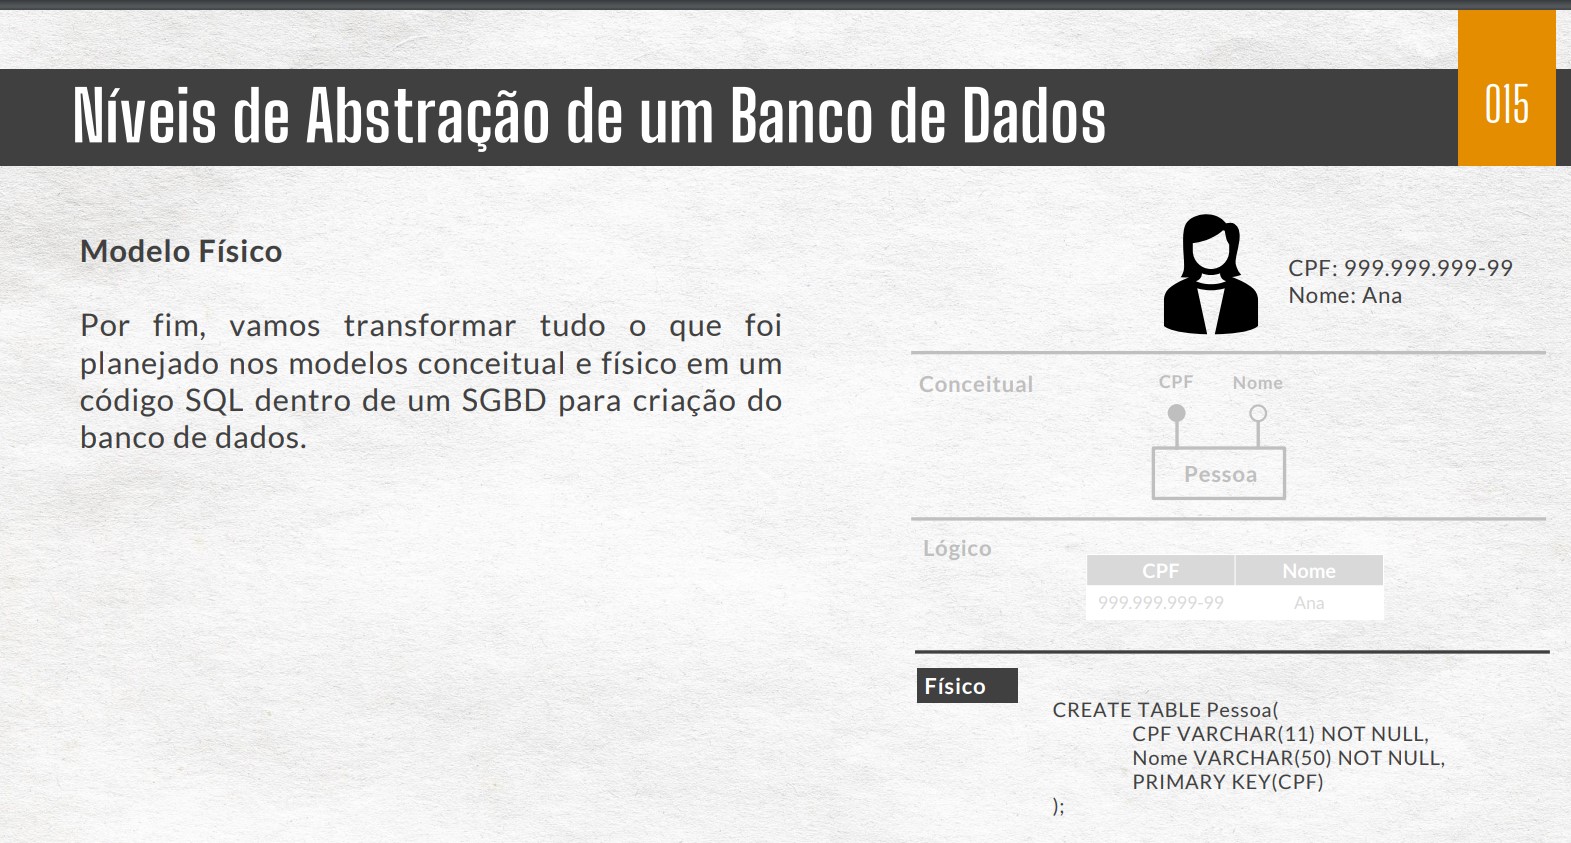 Níveis de Abstração de um Banco de Dados
015
Modelo Físico
Por fim, vamos transformar tudo o que foi
planejado nos modelos conceitual e físico em um
código SQL dentro de um SGBD para criação do
banco de dados.
CPF: 999.999.999-99
Nome: Ana
Conceitual
CPF Nome
Pessoa
Lógico
CPF Nome
999.999.999-99 Ana
Físico
CREATE TABLE Pessoa(
CPF VARCHAR(11) NOT NULL,
Nome VARCHAR(50) NOT NULL,
PRIMARY KEY(CPF)
);